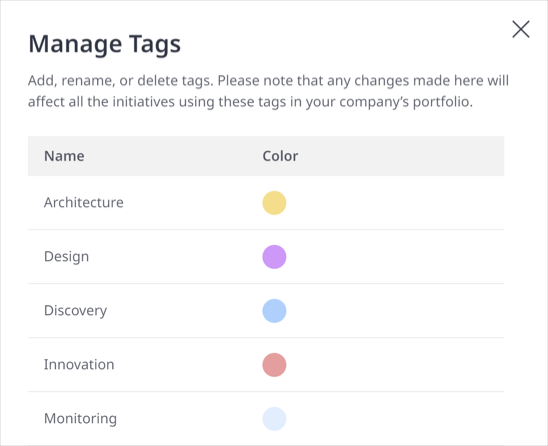 Manage Tags
Add, rename, or delete tags. Please note that any changes made here will
affect all the initiatives using these tags in your company’s portfolio.
Name Color
Architecture
Design
Discovery
Innovation
Monitoring